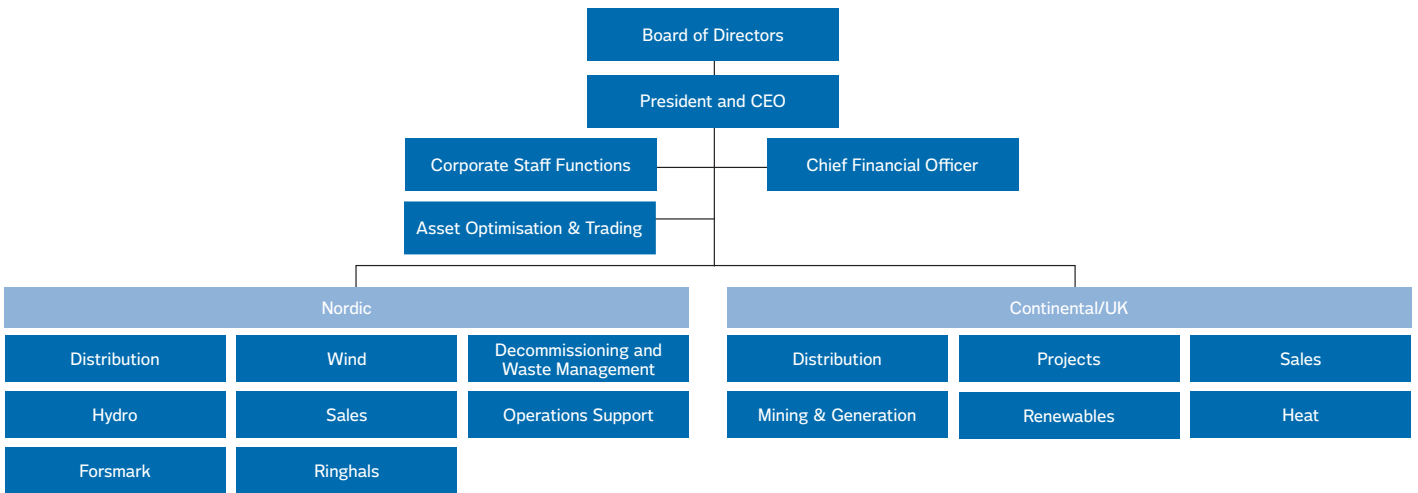 Board of Directors
President and CEO
Corporate Staff Functions
Chief Financial Officer
Asset Optimisation & Trading
Nordic
Distribution
Wind
Decommissioning and
Waste Management
Hydro
Sales
Operations Support
Forsmark
Ringhals
Continental/UK
Distribution
Projects
Sales
Mining & Generation
Renewables
Heat